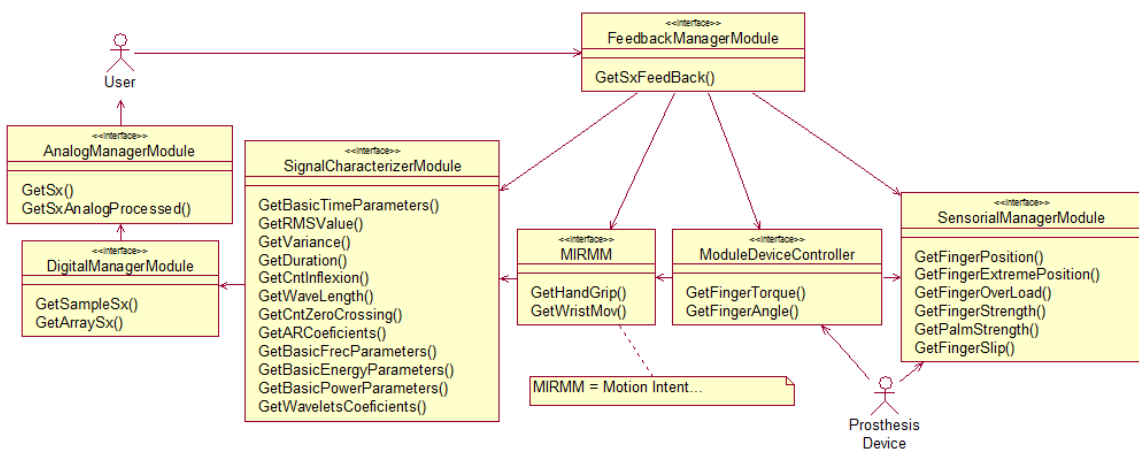 <<interface>>
FeedbackManagerModule
GetSxFeedBack()
User
<<interface>>
AnalogManagerModule
GetSx()
GetSxAnalogProcessed()
<<interface>>
DigitalManagerModule
GetSampleSx()
GetArraySx()
<<interface>>
SignalCharacterizerModule
GetBasicTimeParameters()
GetRMSValue()
GetVariance()
GetDuration()
GetCntInflexion()
GetWaveLength()
GetCntZeroCrossing()
GetARCoeficients()
GetBasicFrecParameters()
GetBasicEnergyParameters()
GetBasicPowerParameters()
GetWaveletsCoeficients()
<<interface>>
MIRMM
GetHandGrip()
GetWristMov()
<<interface>>
ModuleDeviceController
GetFingerTorque()
GetFingerAngle()
<<interface>>
SensorialManagerModule
GetFingerPosition()
GetFingerExtremePosition()
GetFingerOverLoad()
GetFingerStrength()
GetPalmStrength()
GetFingerSlip()
MIRMM = Motion Intent...
Prosthesis
Device